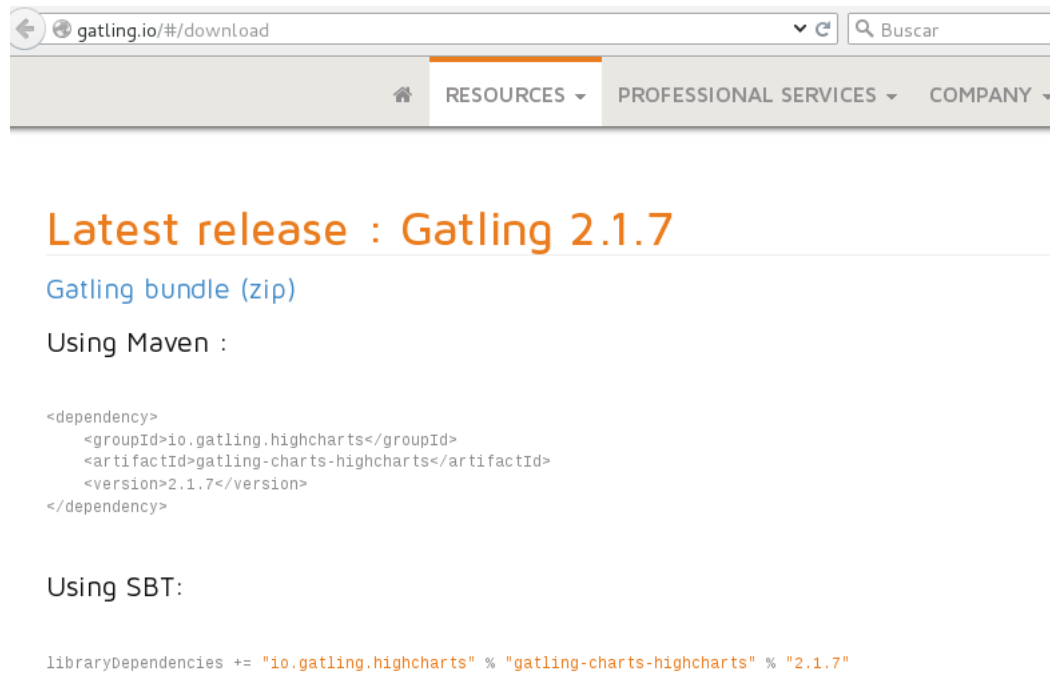 gatling.io/#/download
Buscar
RESOURCES
PROFESSIONAL SERVICES
COMPANY
Latest release : Gatling 2.1.7
Gatling bundle (zip)
Using Maven :
<dependency>
    <groupId>io.gatling.highcharts</groupId>
    <artifactId>gatling-charts-highcharts</artifactId>
    <version>2.1.7</version>
</dependency>
Using SBT:
libraryDependencies += "io.gatling.highcharts" % "gatling-charts-highcharts" % "2.1.7"